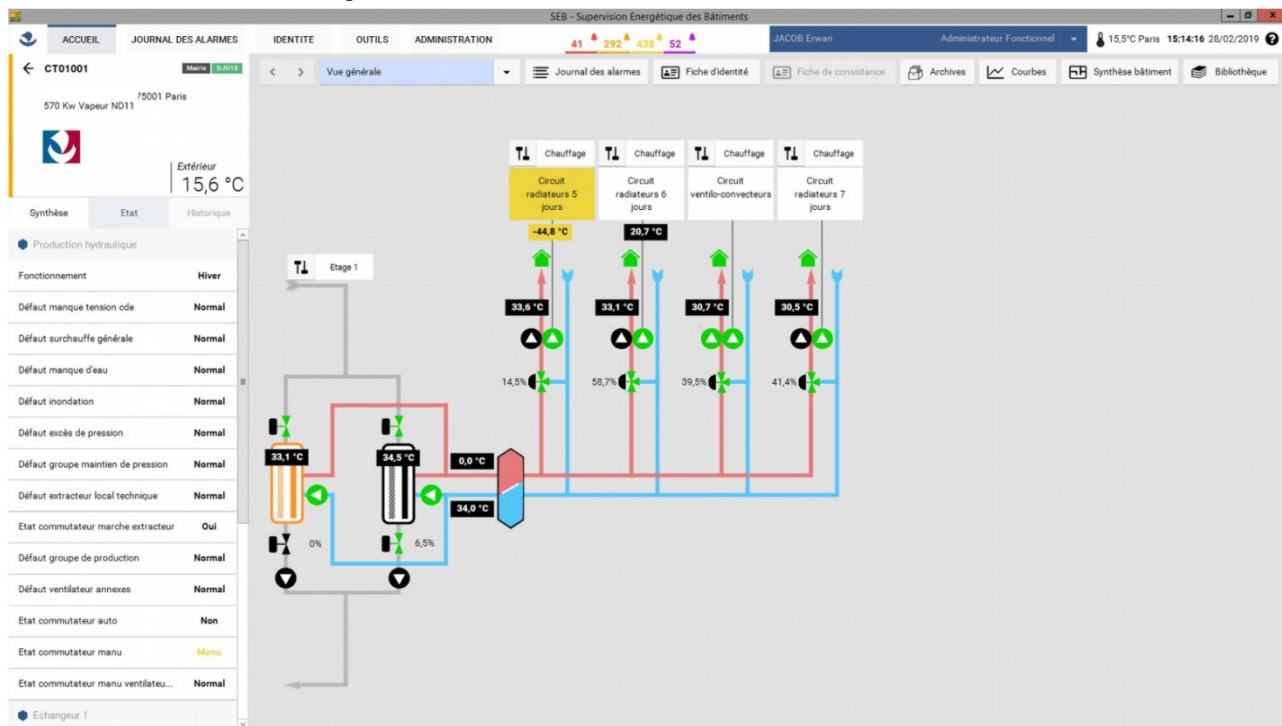 SEB - Supervision Energétique des Bâtiments
ACCUEIL JOURNAL DES ALARMES IDENTITE OUTILS ADMINISTRATION 41 292 438 52 JACOB Erwan Administrateur Fonctionnel 15,5°C Paris 15:14:16 28/02/2019
CT01001 Mairie DJU18
75001 Paris
570 Kw Vapeur ND11
Extérieur
15,6 °C
Synthèse Etat Historique
Production hydraulique
Fonctionnement Hiver
Défaut manque tension cde Normal
Défaut surchauffe générale Normal
Défaut manque d'eau Normal
Défaut inondation Normal
Défaut excès de pression Normal
Défaut groupe maintien de pression Normal
Défaut extracteur local technique Normal
Etat commutateur marche extracteur Oui
Défaut groupe de production Normal
Défaut ventilateur annexes Normal
Etat commutateur auto Non
Etat commutateur manu Manu
Etat commutateur manu ventilateu... Normal
Echangeur 1
Vue générale Journal des alarmes Fiche d'identité Fiche de consistance Archives Courbes Synthèse bâtiment Bibliothèque
Chauffage Chauffage Chauffage Chauffage
Circuit radiateurs 5 jours
Circuit radiateurs 6 jours
Circuit ventilo-convecteurs
Circuit radiateurs 7 jours
-44,8 °C 20,7 °C
Etage 1
33,6 °C 33,1 °C 30,7 °C 30,5 °C
14,5% 58,7% 39,5% 41,4%
33,1 °C 34,5 °C 0,0 °C
34,0 °C
0% 6,5%